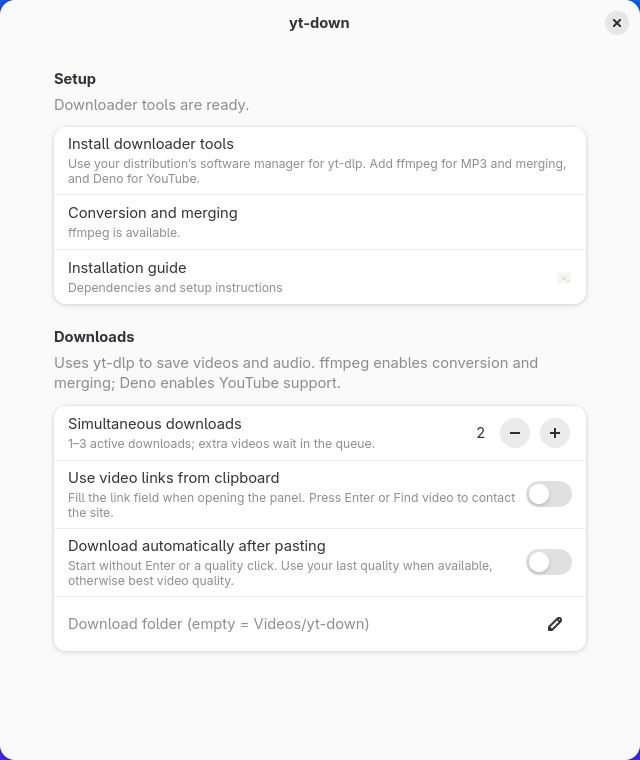 yt-down
Setup
Downloader tools are ready.
Install downloader tools
Use your distribution’s software manager for yt-dlp. Add ffmpeg for MP3 and merging,
and Deno for YouTube.
Conversion and merging
ffmpeg is available.
Installation guide
Dependencies and setup instructions
Downloads
Uses yt-dlp to save videos and audio. ffmpeg enables conversion and
merging; Deno enables YouTube support.
Simultaneous downloads
2
1–3 active downloads; extra videos wait in the queue.
Use video links from clipboard
Fill the link field when opening the panel. Press Enter or Find video to contact
the site.
Download automatically after pasting
Start without Enter or a quality click. Use your last quality when available,
otherwise best video quality.
Download folder (empty = Videos/yt-down)